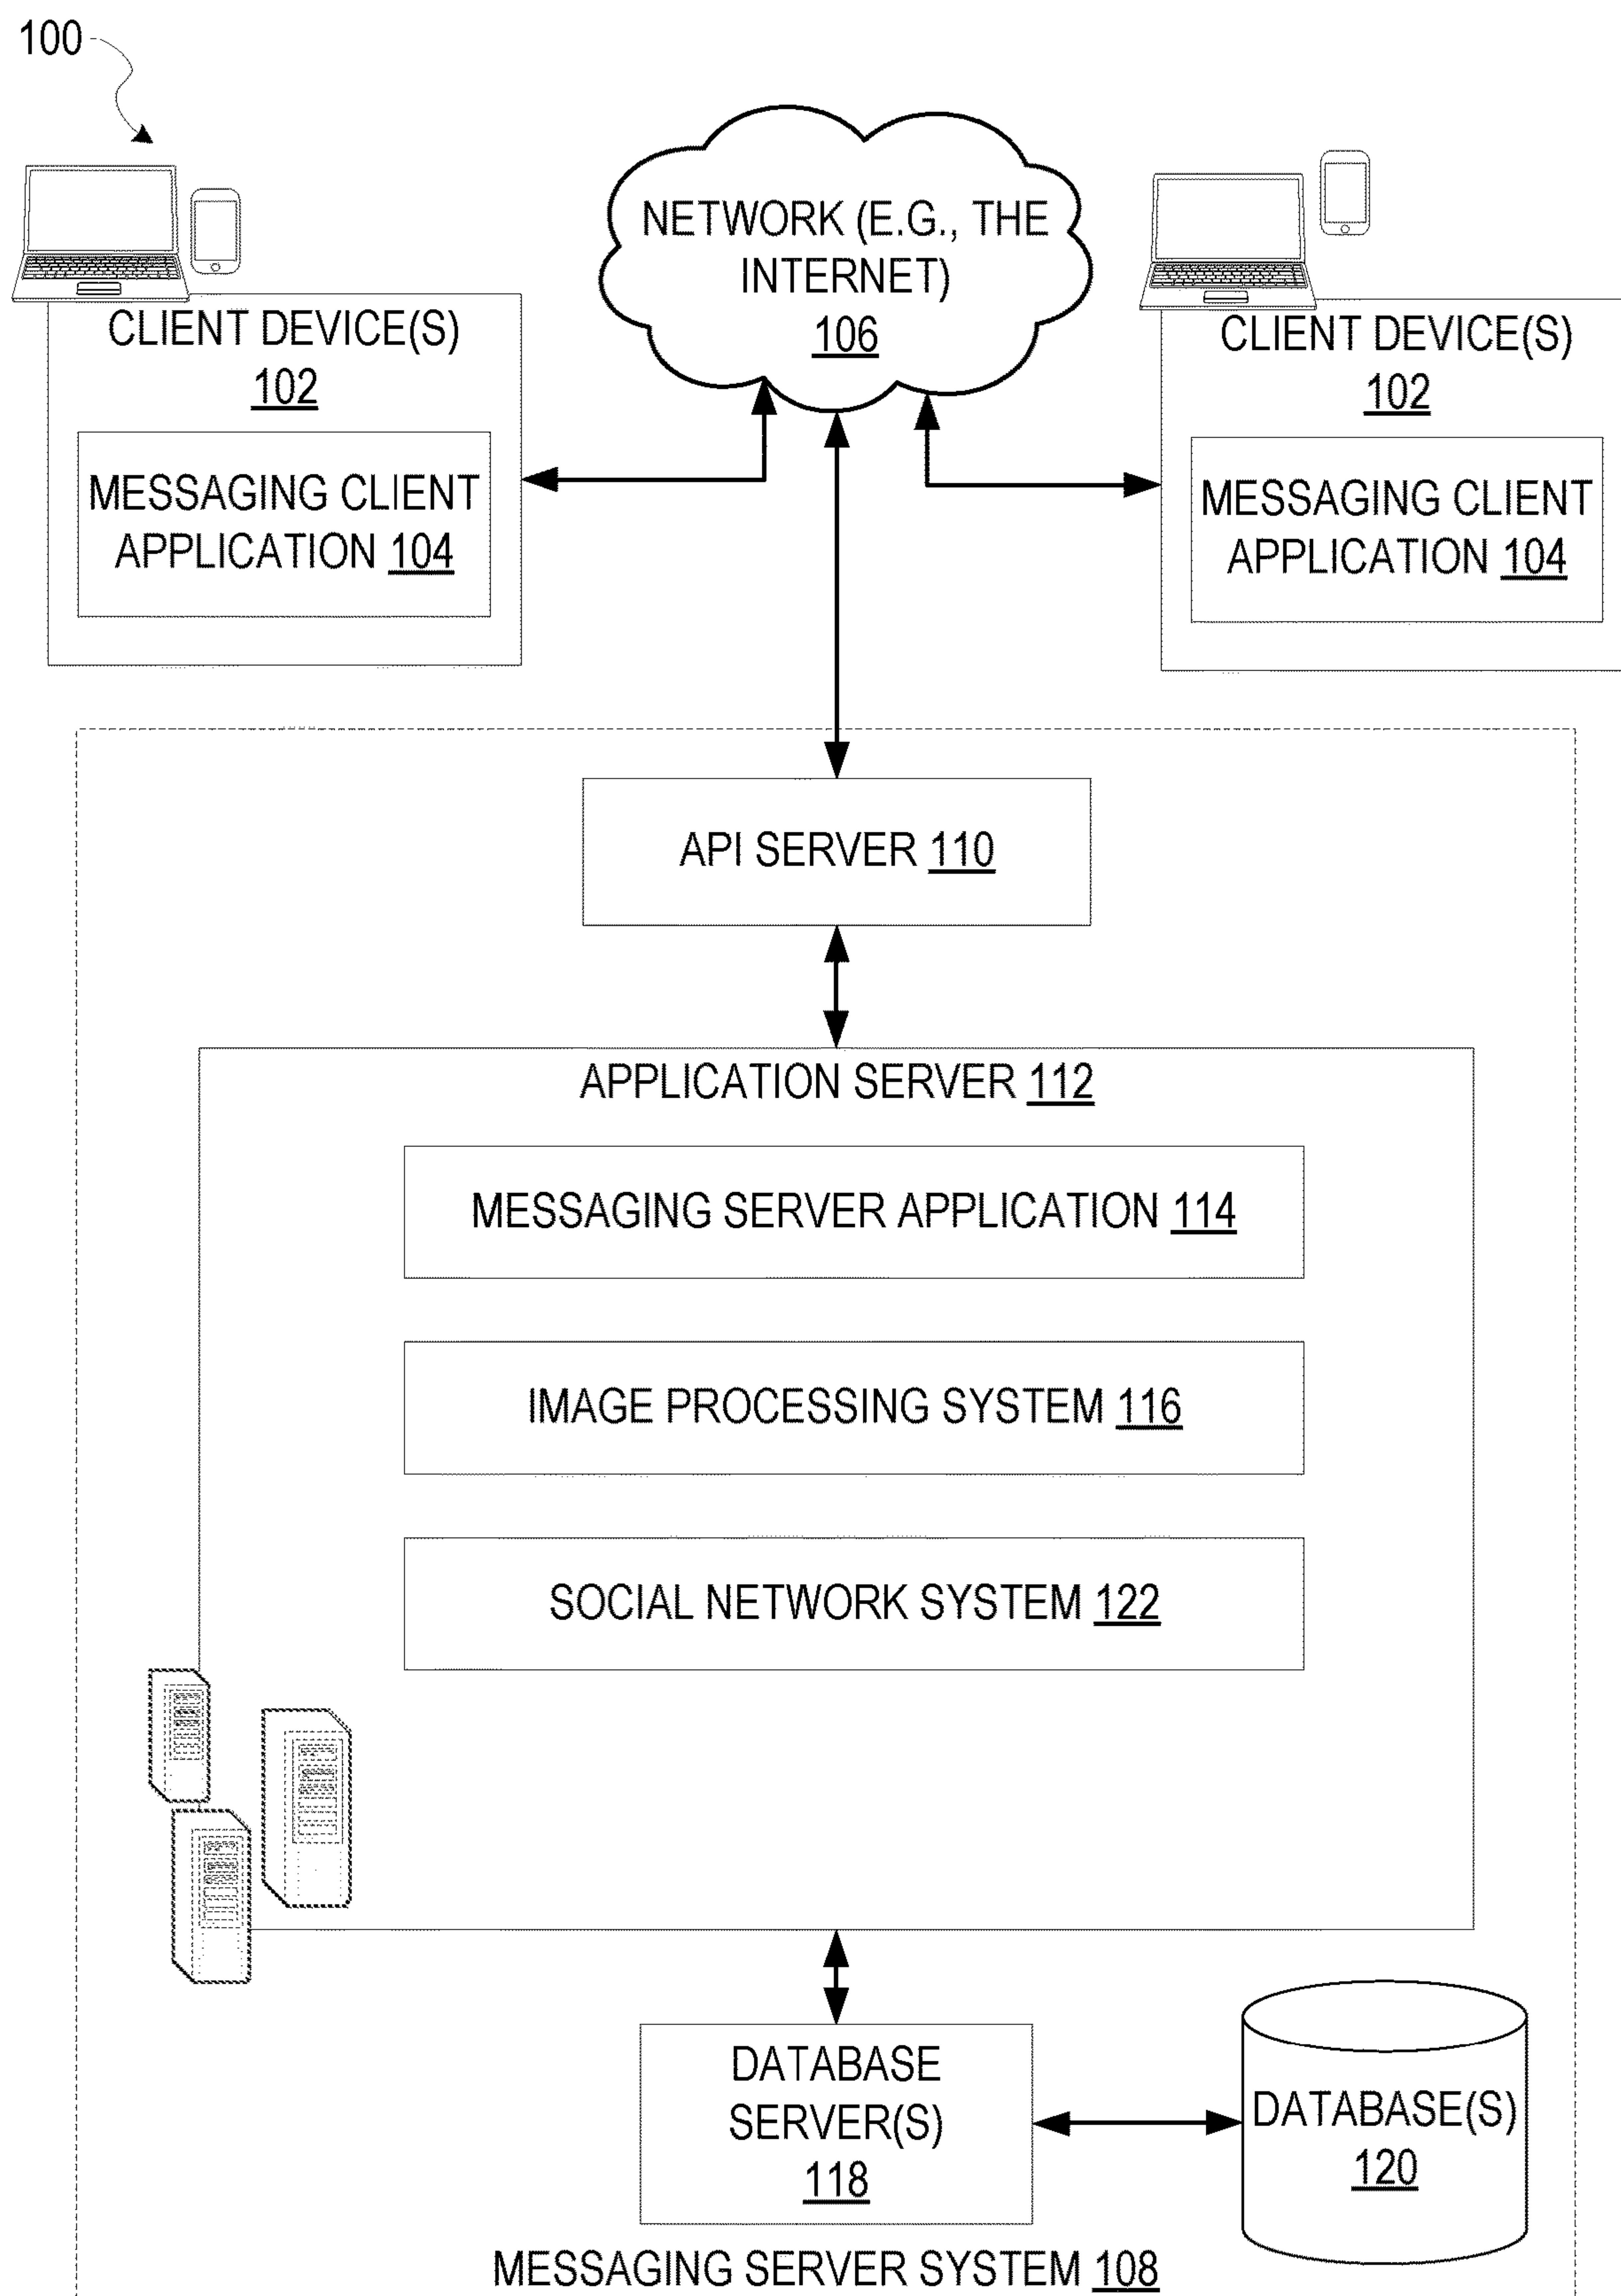 100
NETWORK (E.G., THE
INTERNET)
106
CLIENT DEVICE(S)
102
MESSAGING CLIENT
APPLICATION 104
CLIENT DEVICE(S)
102
MESSAGING CLIENT
APPLICATION 104
API SERVER 110
APPLICATION SERVER 112
MESSAGING SERVER APPLICATION 114
IMAGE PROCESSING SYSTEM 116
SOCIAL NETWORK SYSTEM 122
DATABASE
SERVER(S)
118
DATABASE(S)
120
MESSAGING SERVER SYSTEM 108